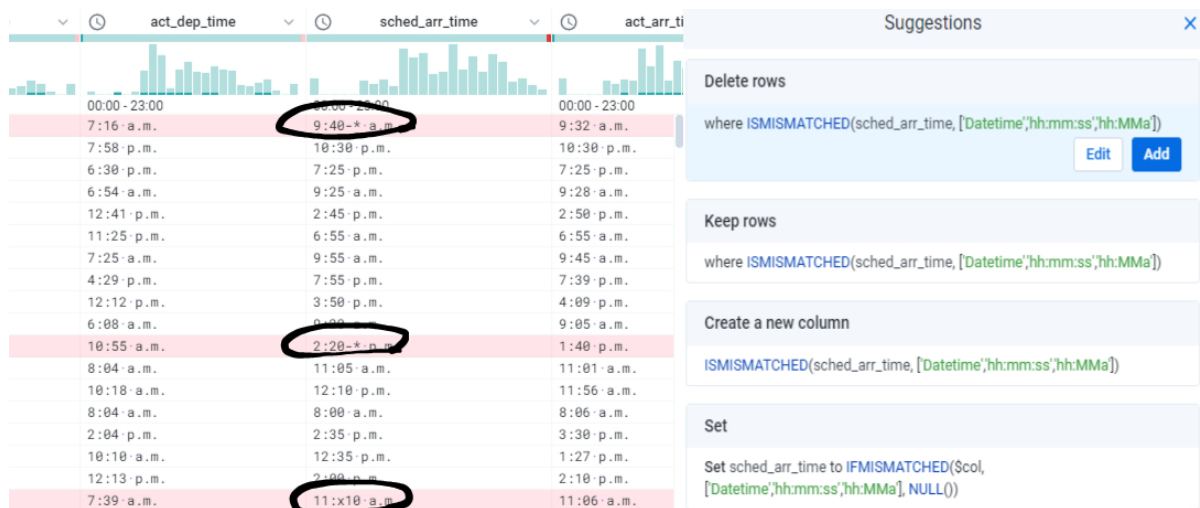 act_dep_time sched_arr_time act_arr_ti
00:00 - 23:00 00:00 - 23:00 00:00 - 23:00
7:16·a.m. 9:40-*·a.m. 9:32·a.m.
7:58·p.m. 10:30·p.m. 10:30·p.m.
6:30·p.m. 7:25·p.m. 7:25·p.m.
6:54·a.m. 9:25·a.m. 9:28·a.m.
12:41·p.m. 2:45·p.m. 2:50·p.m.
11:25·p.m. 6:55·a.m. 6:55·a.m.
7:25·a.m. 9:55·a.m. 9:45·a.m.
4:29·p.m. 7:55·p.m. 7:39·p.m.
12:12·p.m. 3:50·p.m. 4:09·p.m.
6:08·a.m. 9:05·a.m.
10:55·a.m. 2:20-*·p.m. 1:40·p.m.
8:04·a.m. 11:05·a.m. 11:01·a.m.
10:18·a.m. 12:10·p.m. 11:56·a.m.
8:04·a.m. 8:00·a.m. 8:06·a.m.
2:04·p.m. 2:35·p.m. 3:30·p.m.
10:10·a.m. 12:35·p.m. 1:27·p.m.
12:13·p.m. 2:00·p.m. 2:10·p.m.
7:39·a.m. 11:x10·a.m. 11:06·a.m.
Suggestions
Delete rows
where ISMISMATCHED(sched_arr_time, ['Datetime','hh:mm:ss','hh:MMa'])
Edit Add
Keep rows
where ISMISMATCHED(sched_arr_time, ['Datetime','hh:mm:ss','hh:MMa'])
Create a new column
ISMISMATCHED(sched_arr_time, ['Datetime','hh:mm:ss','hh:MMa'])
Set
Set sched_arr_time to IFMISMATCHED($col,
['Datetime','hh:mm:ss','hh:MMa'], NULL())